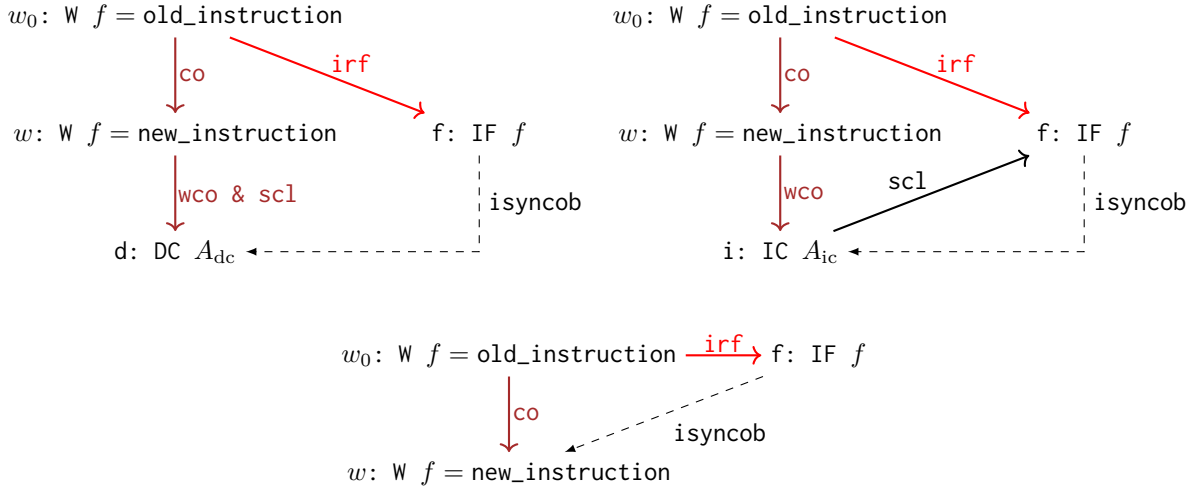 w₀: W f = old_instruction w₀: W f = old_instruction
co irf co irf
w: W f = new_instruction f: IF f w: W f = new_instruction f: IF f
wco & scl isyncob wco scl isyncob
d: DC A_dc i: IC A_ic
w₀: W f = old_instruction irf f: IF f
co isyncob
w: W f = new_instruction